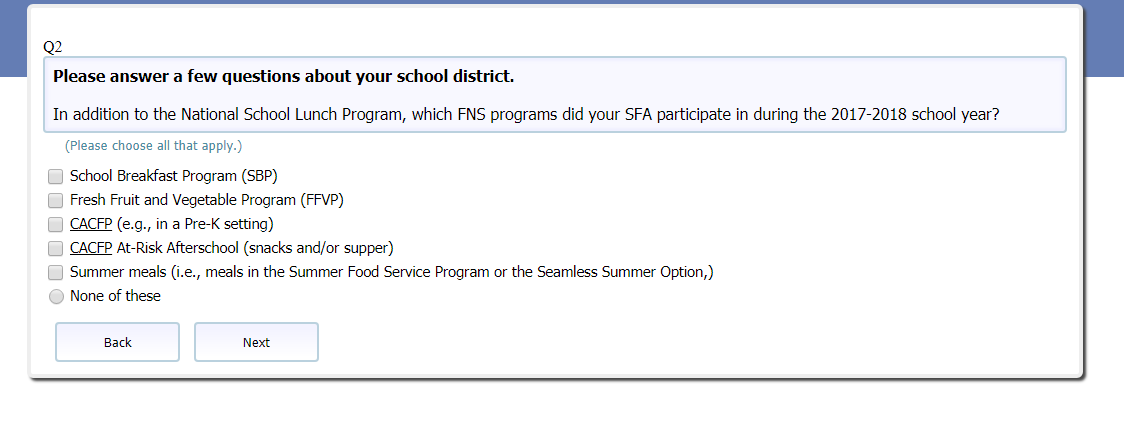 Q2
Please answer a few questions about your school district.
In addition to the National School Lunch Program, which FNS programs did your SFA participate in during the 2017-2018 school year?
(Please choose all that apply.)
School Breakfast Program (SBP)
Fresh Fruit and Vegetable Program (FFVP)
CACFP (e.g., in a Pre-K setting)
CACFP At-Risk Afterschool (snacks and/or supper)
Summer meals (i.e., meals in the Summer Food Service Program or the Seamless Summer Option,)
None of these
Back Next